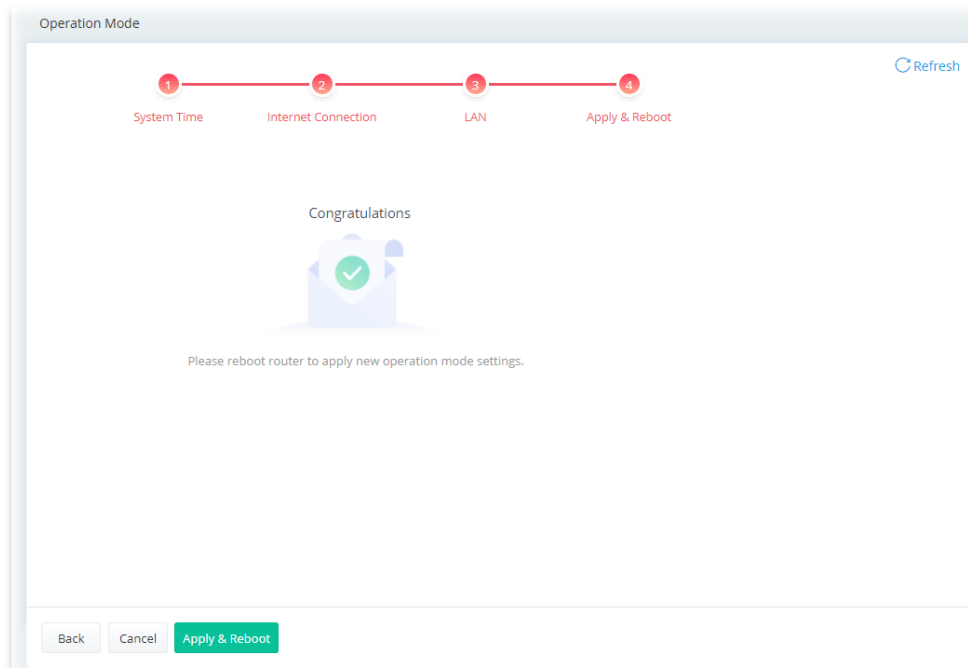 Operation Mode
Refresh
1 2 3 4
System Time Internet Connection LAN Apply & Reboot
Congratulations
Please reboot router to apply new operation mode settings.
Back Cancel Apply & Reboot